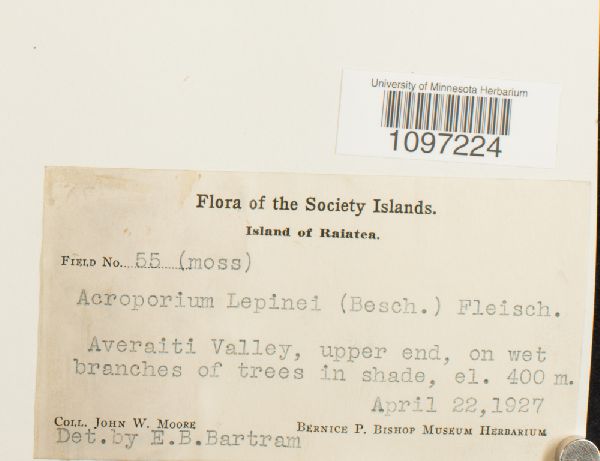 University of Minnesota Herbarium
1097224
Flora of the Society Islands.
Island of Raiatea.
FIELD No. 55 (moss)
Acroporium Lepinei (Besch.) Fleisch.
Averaiti Valley, upper end, on wet
branches of trees in shade, el. 400 m.
April 22,1927
COLL. JOHN W. MOORE
BERNICE P. BISHOP MUSEUM HERBARIUM
Det.by E.B.Bartram